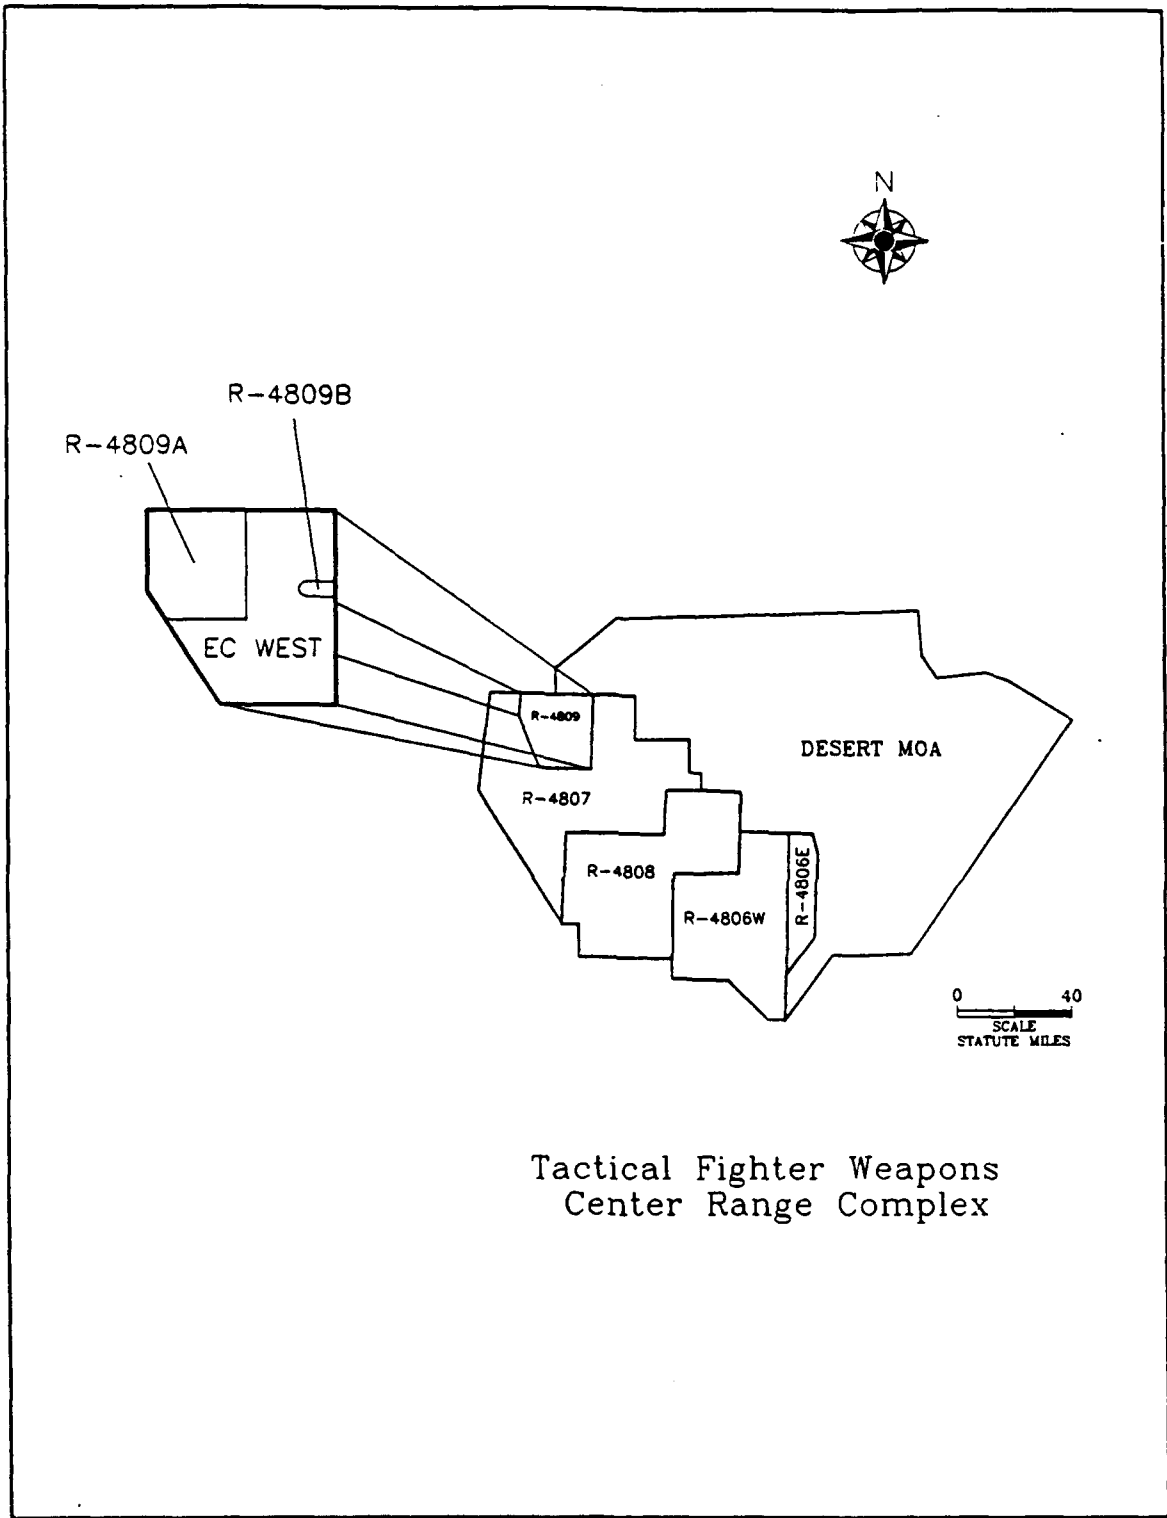 N
R-4809B
R-4809A
EC WEST
R-4809
DESERT MOA
R-4807
R-4808
R-4806E
R-4806W
0 40
SCALE
STATUTE MILES
Tactical Fighter Weapons
Center Range Complex